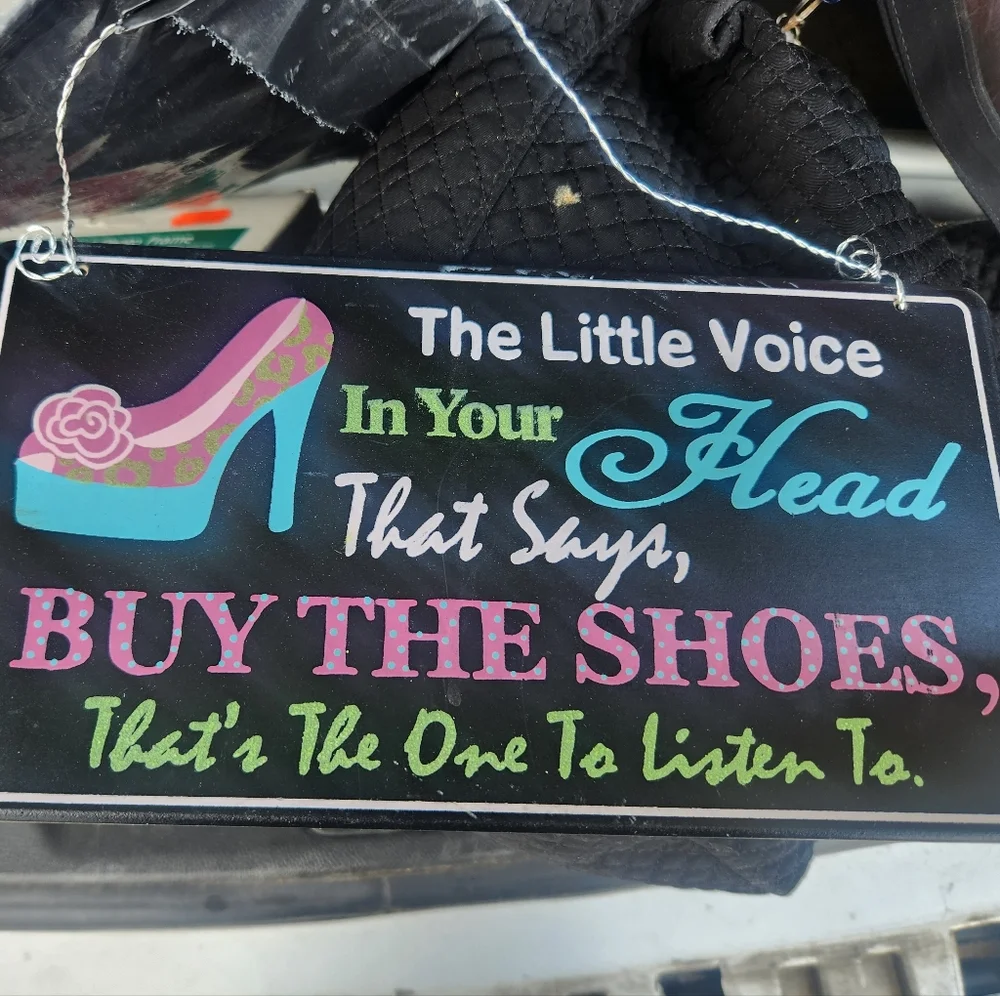 The Little Voice
In Your Head
That Says,
BUY THE SHOES,
That's The One To Listen To.